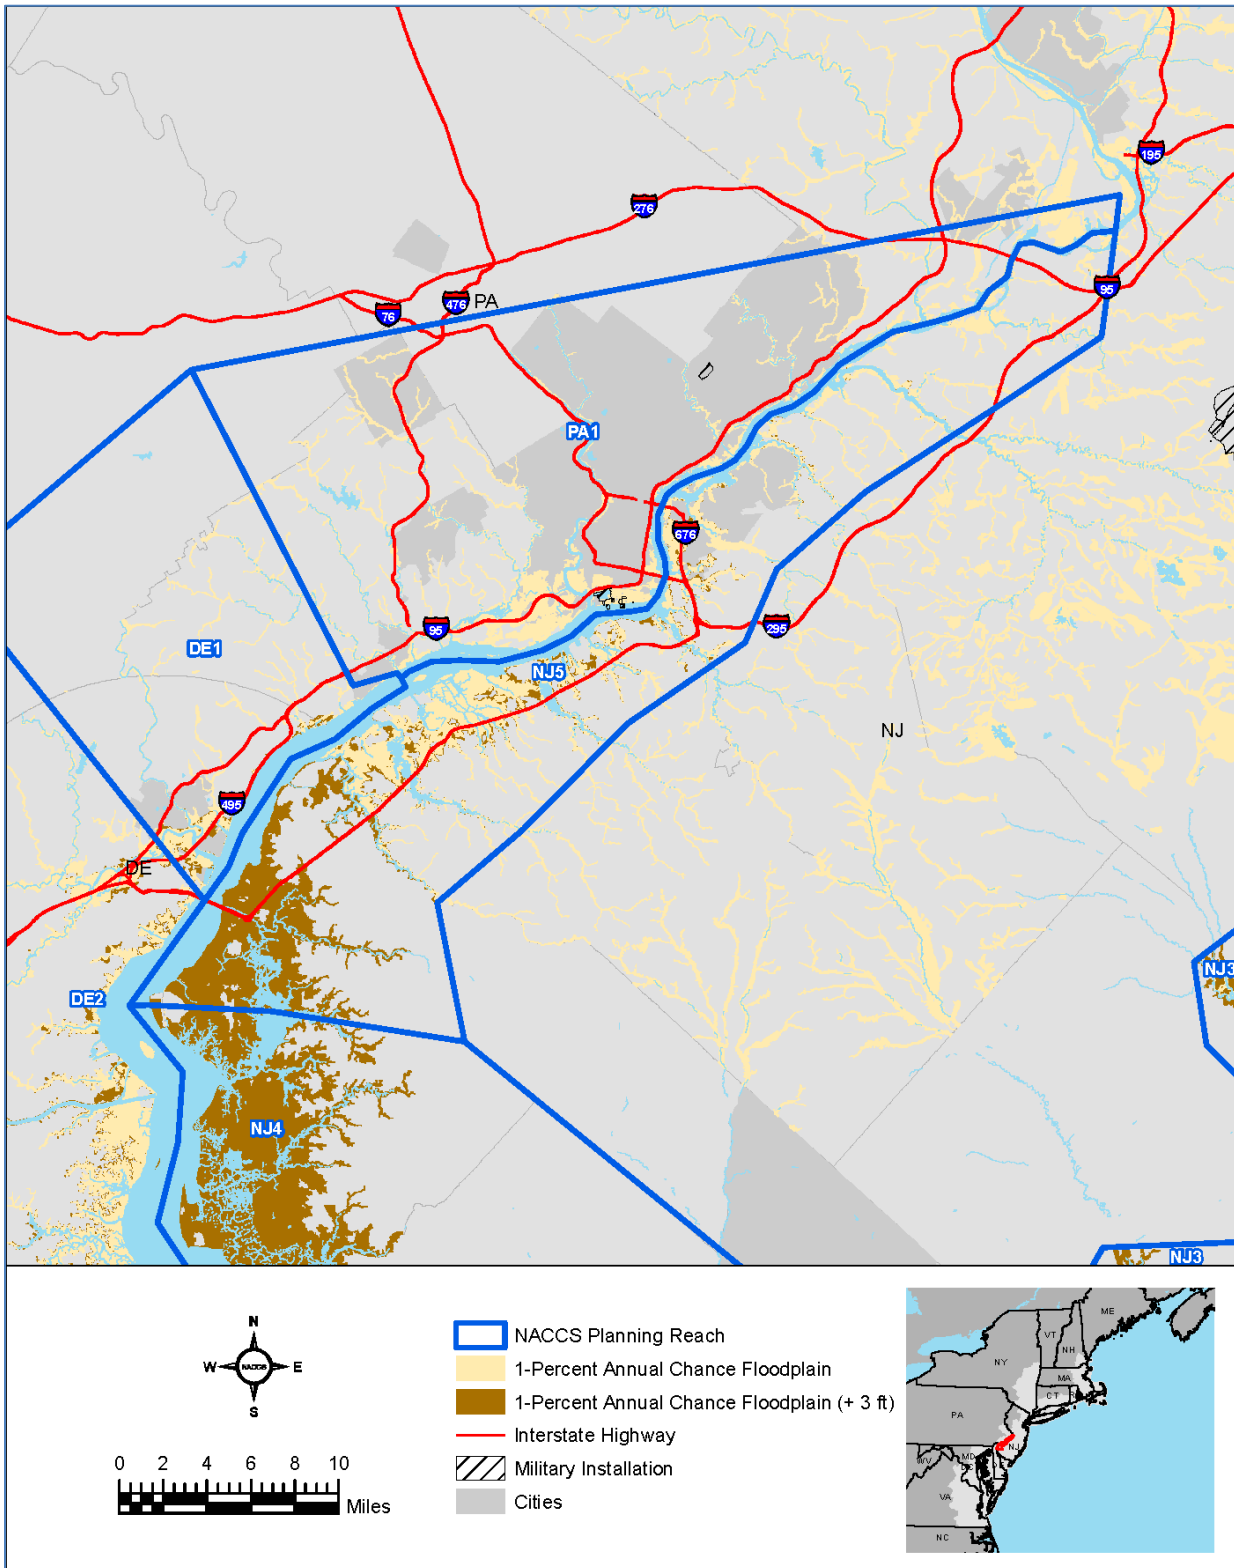 195
276
95
476
PA
76
PA1
676
95
295
DE1
NJ5
NJ
495
DE
NJ3
DE2
NJ4
NJ3
N
W
NACCS
E
S
0 2 4 6 8 10
Miles
NACCS Planning Reach
1-Percent Annual Chance Floodplain
1-Percent Annual Chance Floodplain (+ 3 ft)
Interstate Highway
Military Installation
Cities
ME
VT
NH
NY
MA
CT
PA
NJ
MD
WV
VA
NC